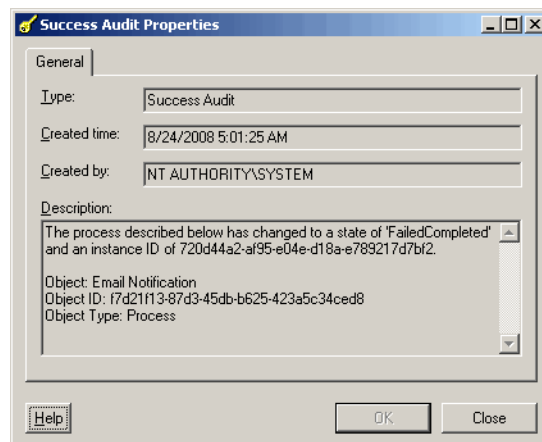 Success Audit Properties
General
Type:
Success Audit
Created time:
8/24/2008 5:01:25 AM
Created by:
NT AUTHORITY\SYSTEM
Description:
The process described below has changed to a state of 'FailedCompleted'
and an instance ID of 720d44a2-af95-e04e-d18a-e789217d7bf2.
Object: Email Notification
Object ID: f7d21f13-87d3-45db-b625-423a5c34ced8
Object Type: Process
Help
OK
Close